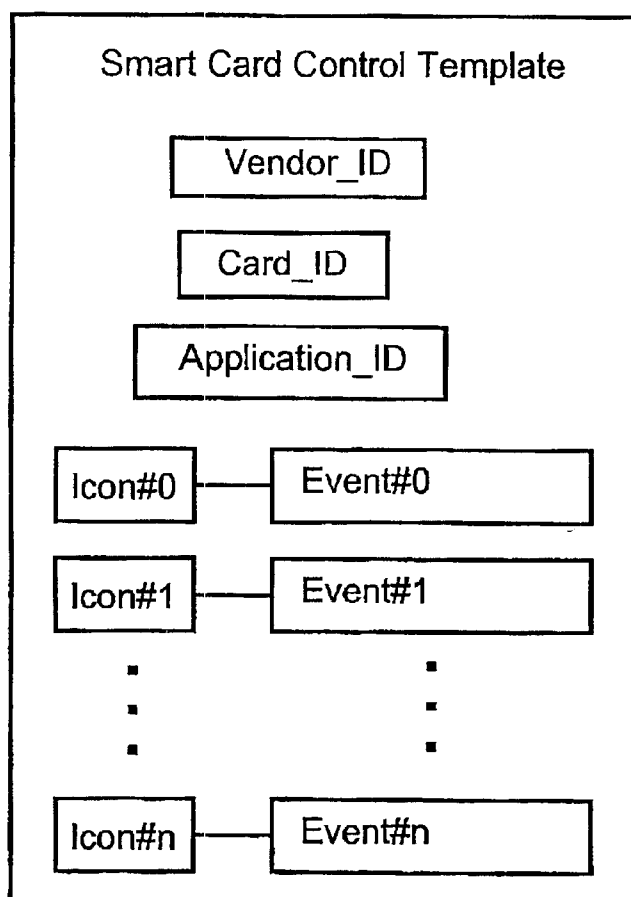 Smart Card Control Template
Vendor_ID
Card_ID
Application_ID
Icon#0 Event#0
Icon#1 Event#1
Icon#n Event#n